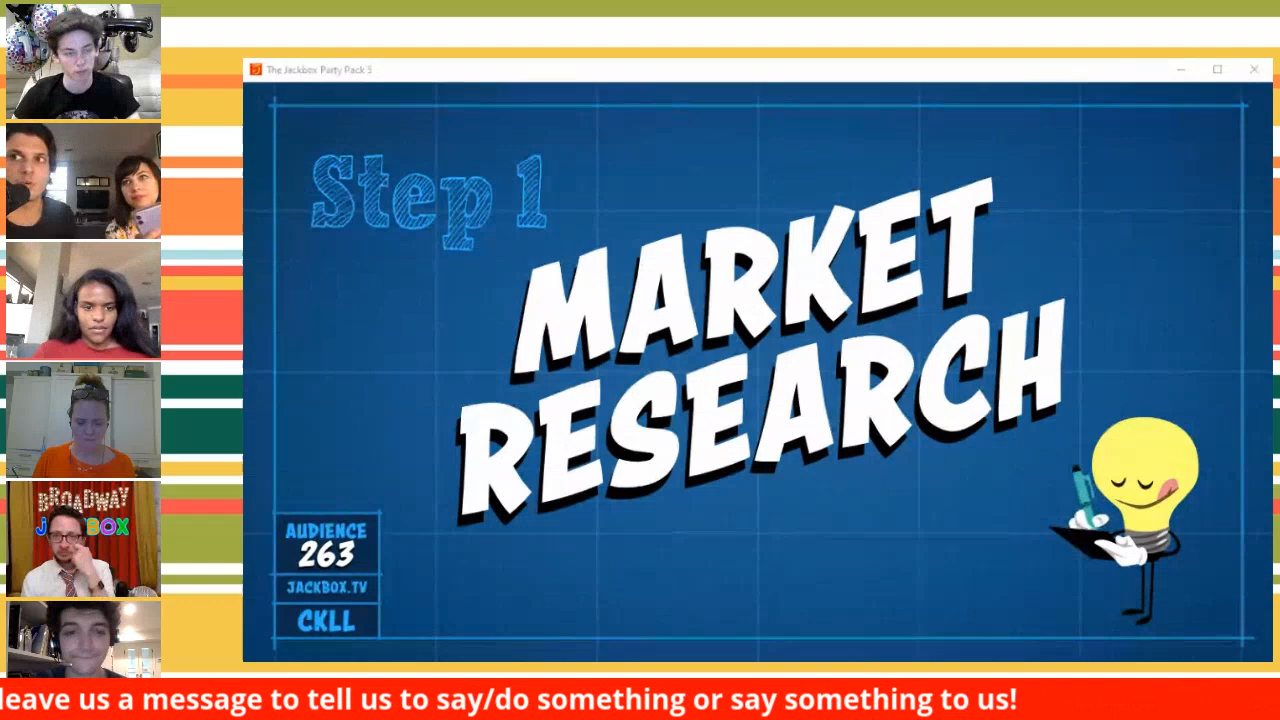 The Jackbox Party Pack 3
Step 1
MARKET
RESEARCH
AUDIENCE
263
JACKBOX.TV
CKLL
BROADWAY
JACKBOX
leave us a message to tell us to say/do something or say something to us!